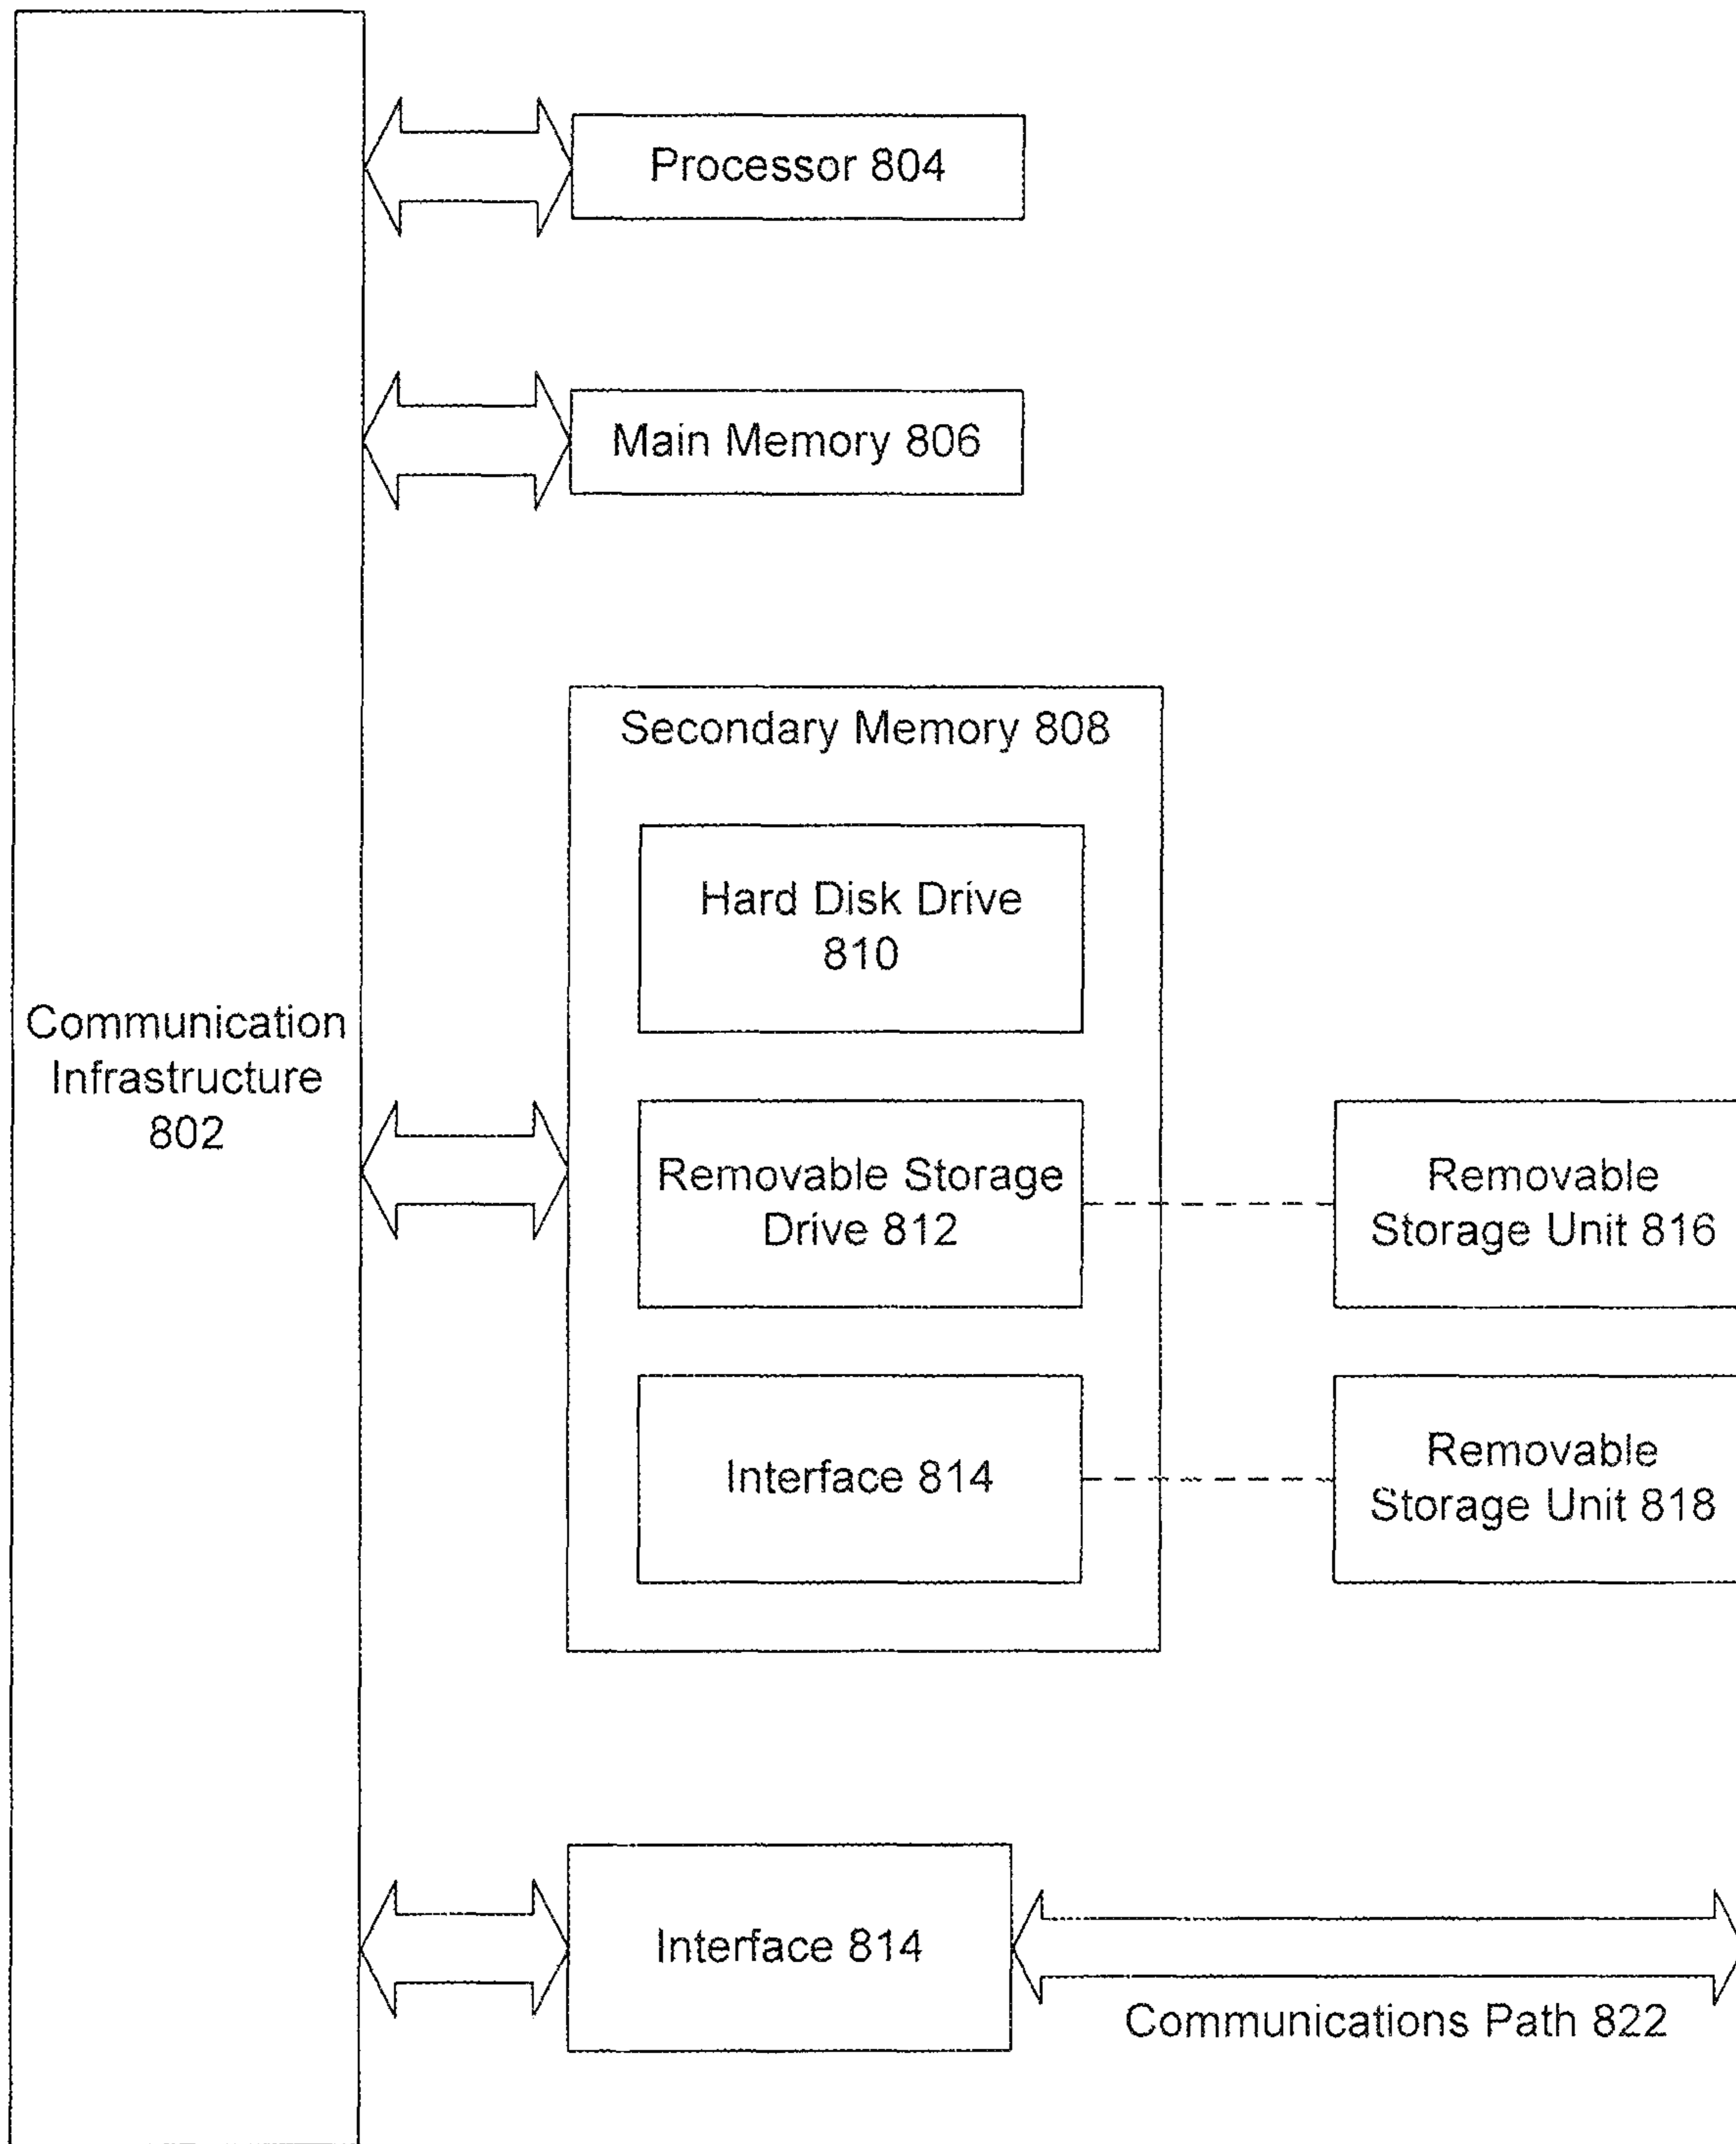 Processor 804
Main Memory 806
Secondary Memory 808
Hard Disk Drive
810
Communication
Infrastructure
802
Removable Storage
Drive 812
Removable
Storage Unit 816
Interface 814
Removable
Storage Unit 818
Interface 814
Communications Path 822